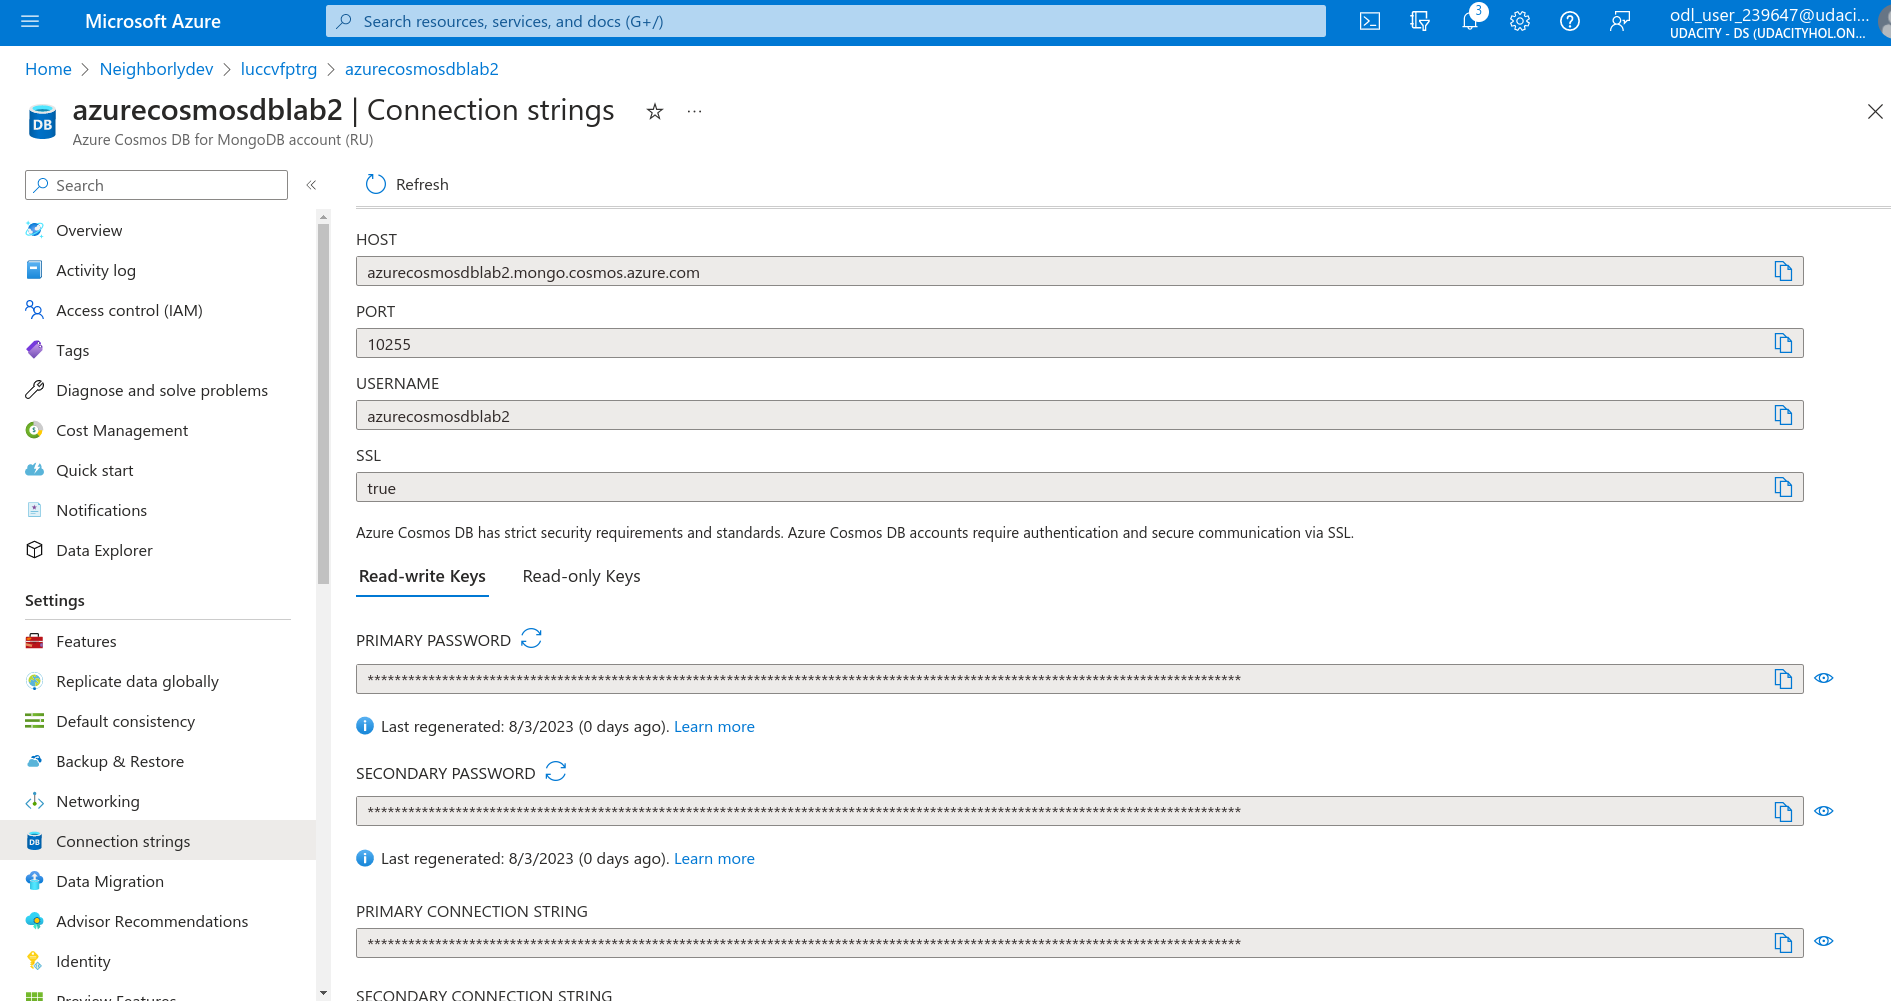 Microsoft Azure
Search resources, services, and docs (G+/)
3
odl_user_239647@udaci...
UDACITY - DS (UDACITYHOL.ON...
Home > Neighborlydev > luccvfptrg > azurecosmosdblab2
DB
azurecosmosdblab2 | Connection strings
Azure Cosmos DB for MongoDB account (RU)
Search
Refresh
Overview
Activity log
Access control (IAM)
Tags
Diagnose and solve problems
Cost Management
Quick start
Notifications
Data Explorer
Settings
Features
Replicate data globally
Default consistency
Backup & Restore
Networking
DB
Connection strings
Data Migration
Advisor Recommendations
Identity
Preview Features
HOST
azurecosmosdblab2.mongo.cosmos.azure.com
PORT
10255
USERNAME
azurecosmosdblab2
SSL
true
Azure Cosmos DB has strict security requirements and standards. Azure Cosmos DB accounts require authentication and secure communication via SSL.
Read-write Keys Read-only Keys
PRIMARY PASSWORD
Last regenerated: 8/3/2023 (0 days ago). Learn more
SECONDARY PASSWORD
Last regenerated: 8/3/2023 (0 days ago). Learn more
PRIMARY CONNECTION STRING
SECONDARY CONNECTION STRING